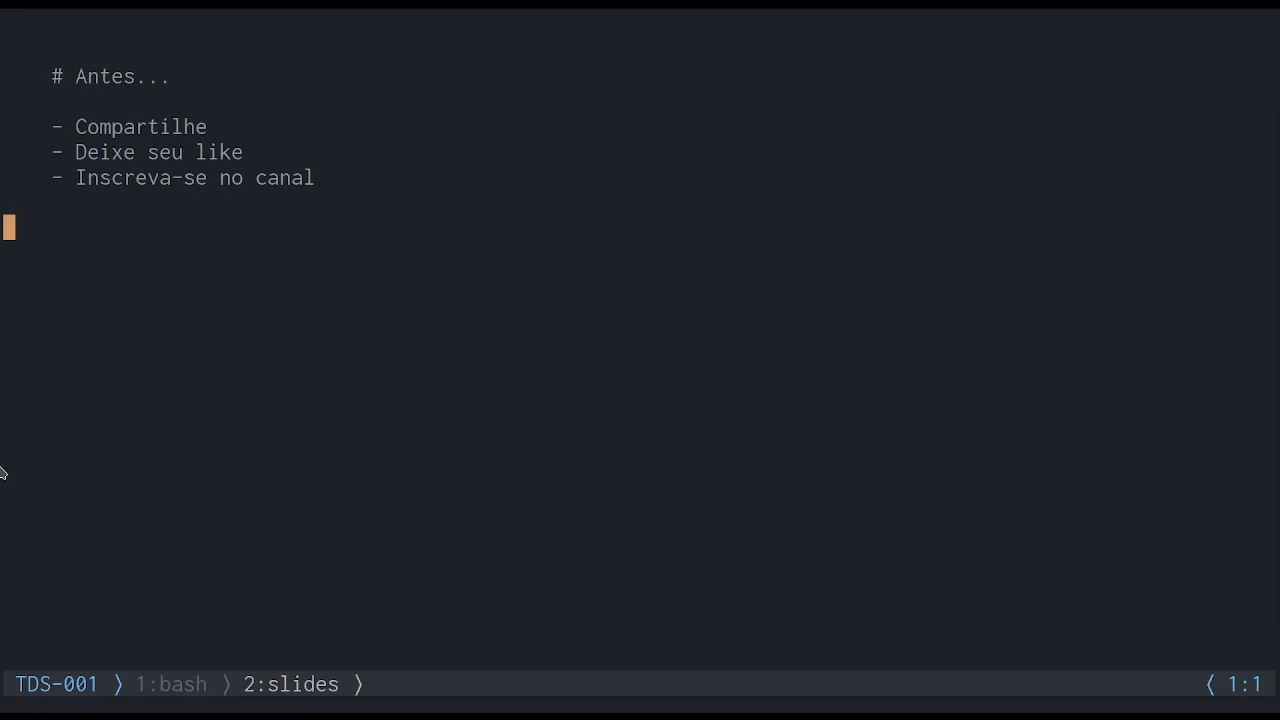 # Antes...
- Compartilhe
- Deixe seu like
- Inscreva-se no canal
TDS-001 ⟩ 1:bash ⟩ 2:slides ⟩ ⟨ 1:1